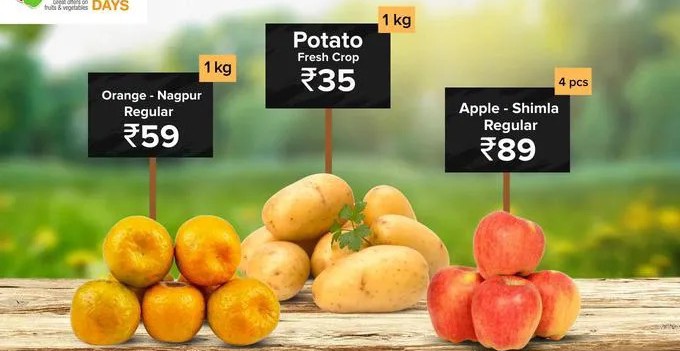 Great offers on
fruits & vegetables DAYS
1 kg
Orange - Nagpur
Regular
₹59
1 kg
Potato
Fresh Crop
₹35
4 pcs
Apple - Shimla
Regular
₹89